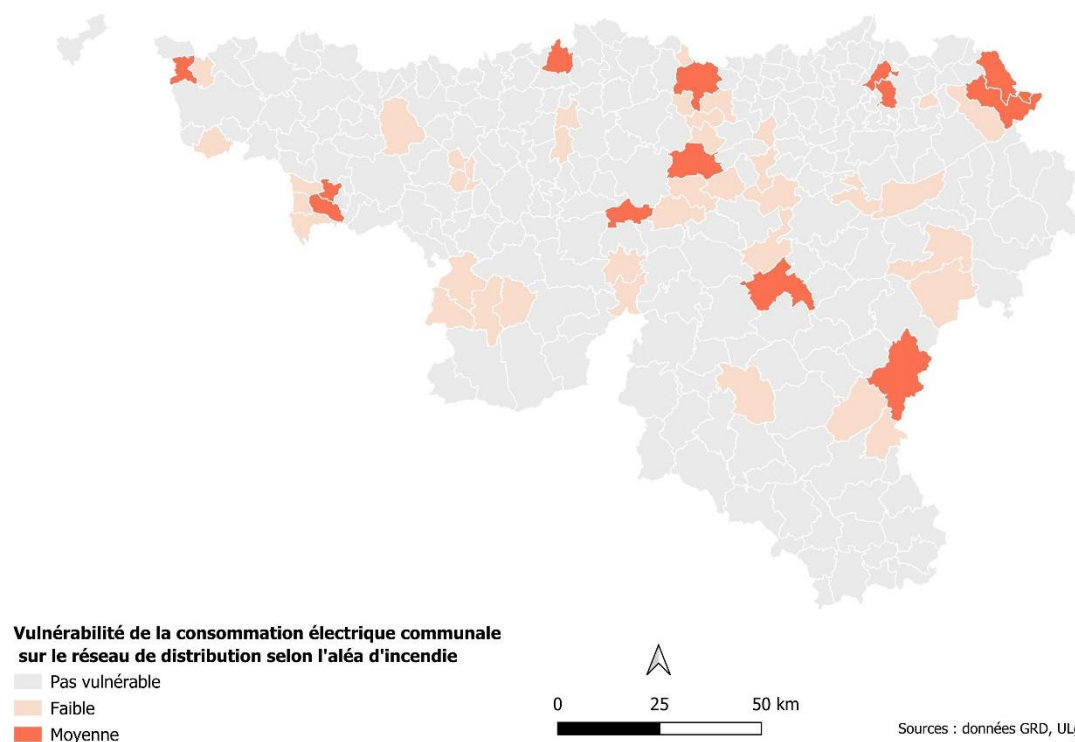 Vulnérabilité de la consommation électrique communale
sur le réseau de distribution selon l'aléa d'incendie
Pas vulnérable
Faible
Moyenne
0 25 50 km
Sources : données GRD,